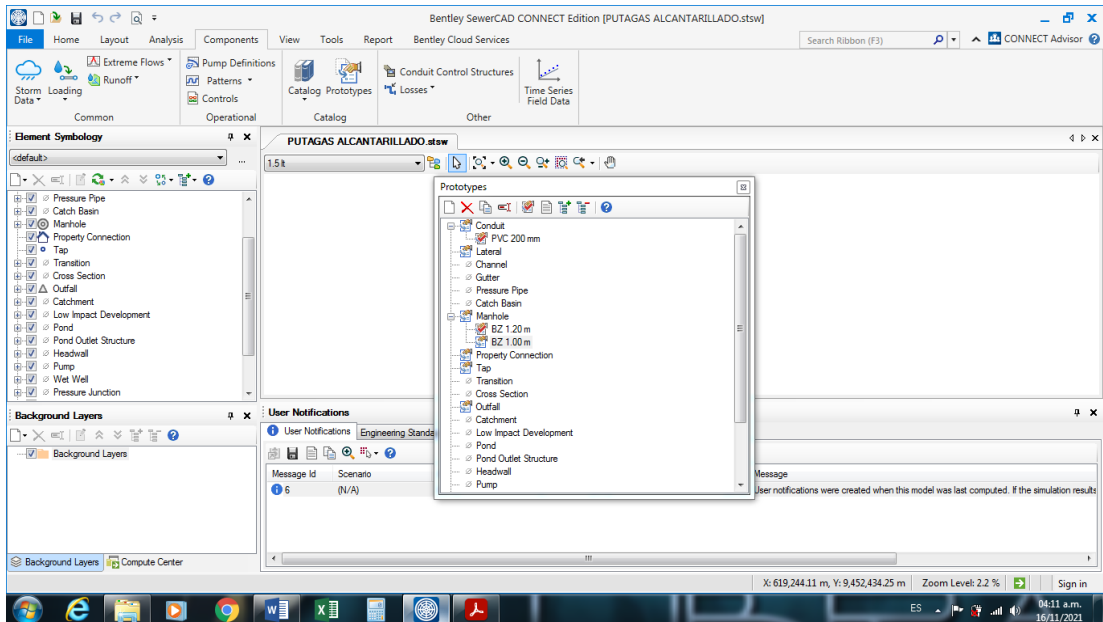 Bentley SewerCAD CONNECT Edition [PUTAGAS ALCANTARILLADO.stsw]
File Home Layout Analysis Components View Tools Report Bentley Cloud Services Search Ribbon (F3) CONNECT Advisor
Extreme Flows Pump Definitions
Runoff Patterns Conduit Control Structures
Storm Data Loading Controls Catalog Prototypes Losses Time Series Field Data
Common Operational Catalog Other
Element Symbology
PUTAGAS ALCANTARILLADO.stsw
<default> ...
1.5 lt
Pressure Pipe
Catch Basin
Manhole
Property Connection
Tap
Transition
Cross Section
Outfall
Catchment
Low Impact Development
Pond
Pond Outlet Structure
Headwall
Pump
Wet Well
Pressure Junction
Prototypes
Conduit
PVC 200 mm
Lateral
Channel
Gutter
Pressure Pipe
Catch Basin
Manhole
BZ 1.20 m
BZ 1.00 m
Property Connection
Tap
Transition
Cross Section
Outfall
Catchment
Low Impact Development
Pond
Pond Outlet Structure
Headwall
Pump
Background Layers
Background Layers
Background Layers Compute Center
User Notifications
User Notifications Engineering Standa
Message Id Scenario Message
6 (N/A) User notifications were created when this model was last computed. If the simulation results
X: 619,244.11 m, Y: 9,452,434.25 m Zoom Level: 2.2 % Sign in
ES 04:11 a.m.
16/11/2021